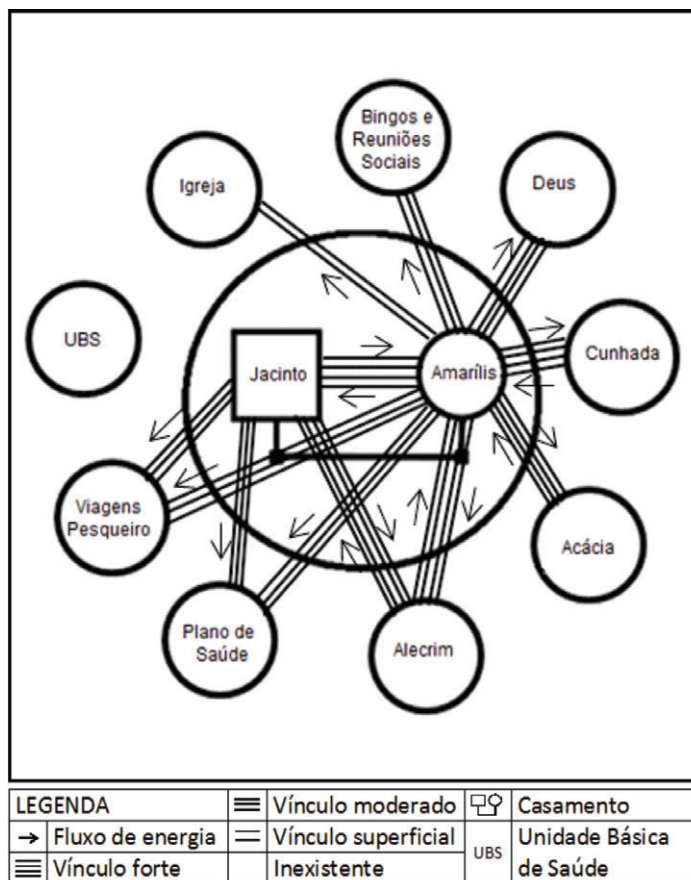 Bingos e
Reuniões
Sociais
Igreja
Deus
UBS
Cunhada
Jacinto
Amarílis
Viagens
Pesqueiro
Acácia
Plano de
Saúde
Alecrim
LEGENDA
Vínculo moderado
Casamento
Fluxo de energia
Vínculo superficial
UBS
Unidade Básica
de Saúde
Vínculo forte
Inexistente